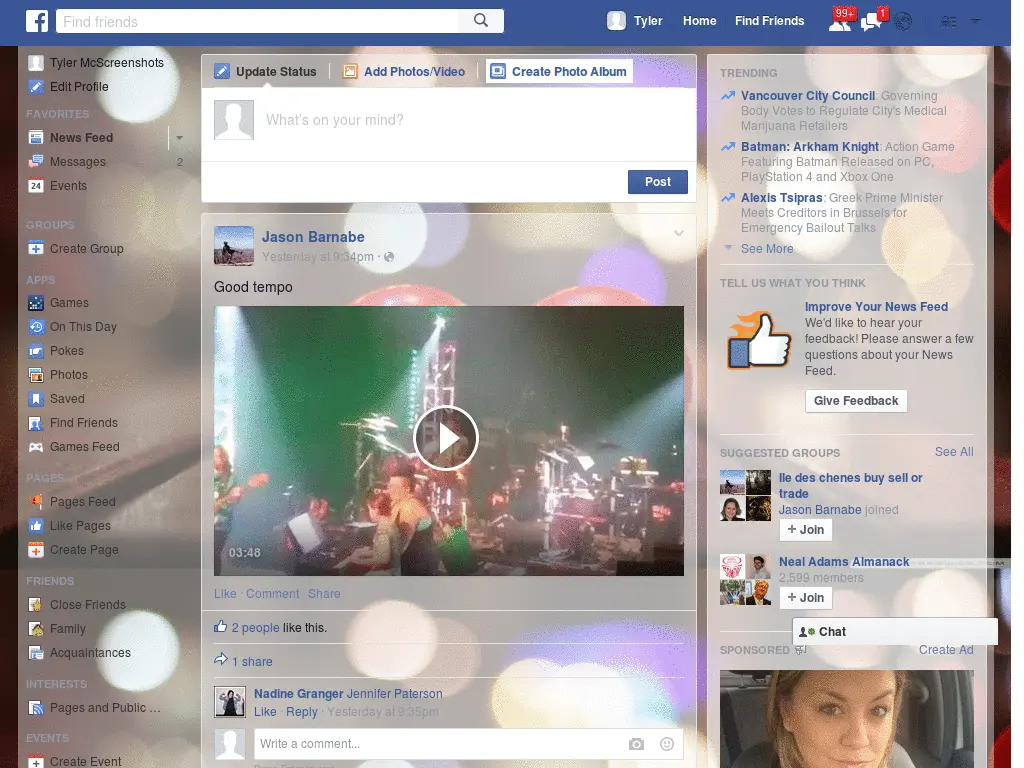 Find friends
Tyler
Home
Find Friends
99+
1
Tyler McScreenshots
Edit Profile
FAVORITES
News Feed
Messages 2
24 Events
GROUPS
Create Group
APPS
Games
On This Day
Pokes
Photos
Saved
Find Friends
Games Feed
PAGES
Pages Feed
Like Pages
Create Page
FRIENDS
Close Friends
Family
Acquaintances
INTERESTS
Pages and Public ...
EVENTS
Create Event
Update Status
Add Photos/Video
Create Photo Album
What's on your mind?
Post
Jason Barnabe
Yesterday at 9:34pm ·
Good tempo
03:48
Like · Comment Share
2 people like this.
1 share
Nadine Granger Jennifer Paterson
Like · Reply · Yesterday at 9:35pm
Write a comment...
TRENDING
Vancouver City Council: Governing
Body Votes to Regulate City's Medical
Marijuana Retailers
Batman: Arkham Knight: Action Game
Featuring Batman Released on PC,
PlayStation 4 and Xbox One
Alexis Tsipras: Greek Prime Minister
Meets Creditors in Brussels for
Emergency Bailout Talks
See More
TELL US WHAT YOU THINK
Improve Your News Feed
We'd like to hear your
feedback! Please answer a few
questions about your News
Feed.
Give Feedback
SUGGESTED GROUPS
See All
Ile des chenes buy sell or
trade
Jason Barnabe joined
+ Join
Neal Adams Almanack
2,599 members
+ Join
Chat
SPONSORED
Create Ad